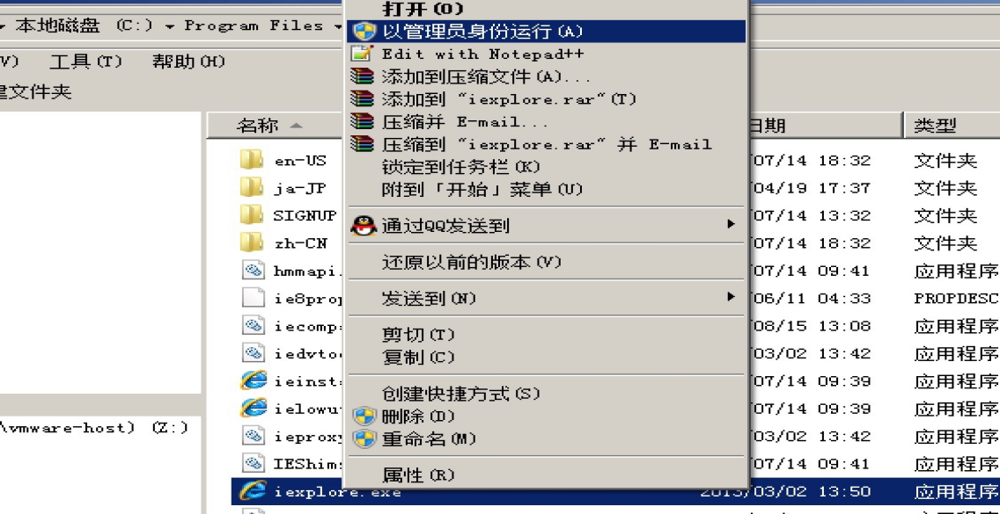 打开(O)
本地磁盘 (C:) Program Files
以管理员身份运行(A)
Edit with Notepad++
V) 工具(T) 帮助(H)
添加到压缩文件(A)...
建文件夹
添加到 "iexplore.rar"(T)
压缩并 E-mail...
名称 日期 类型
压缩到 "iexplore.rar" 并 E-mail
en-US 07/14 18:32 文件夹
锁定到任务栏(K)
ja-JP 04/19 17:37 文件夹
附到「开始」菜单(U)
SIGNUP 07/14 13:32 文件夹
通过QQ发送到
zh-CN 07/14 18:32 文件夹
还原以前的版本(V)
hmmapi. 07/14 09:41 应用程序
发送到(N)
ie8prop 06/11 04:33 PROPDESC
iecomp 08/15 13:08 应用程序
剪切(T)
iedvto 03/02 13:42 应用程序
复制(C)
ieinst 07/14 09:39 应用程序
创建快捷方式(S)
ielowu 07/14 09:39 应用程序
删除(D)
\vmware-host) (Z:)
ieproxy 03/02 13:42 应用程序
重命名(M)
IEShim 07/14 09:41 应用程序
属性(R)
iexplore.exe 2013/03/02 13:50 应用程序